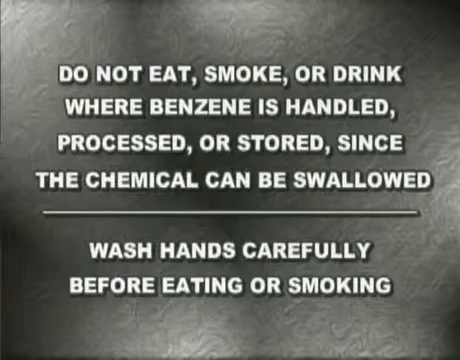 DO NOT EAT, SMOKE, OR DRINK
WHERE BENZENE IS HANDLED,
PROCESSED, OR STORED, SINCE
THE CHEMICAL CAN BE SWALLOWED
WASH HANDS CAREFULLY
BEFORE EATING OR SMOKING